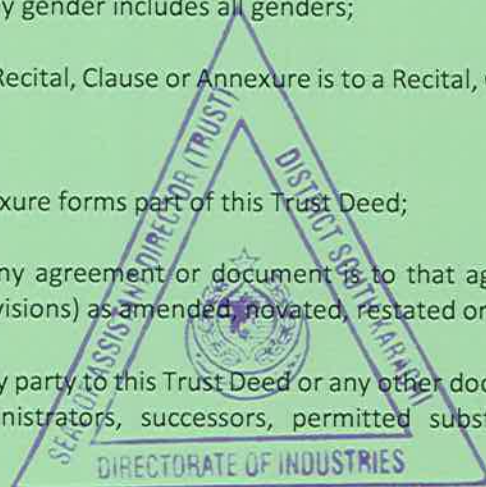 y gender includes all genders;
Recital, Clause or Annexure is to a Recital,
xure forms part of this Trust Deed;
ny agreement or document is to that ag
visions) as amended, novated, restated or
y party to this Trust Deed or any other doc
nistrators, successors, permitted subst
SEAL OF ASSISTANT DIRECTOR (TRUST)
DISTRICT SOUTH KARACHI
DIRECTORATE OF INDUSTRIES